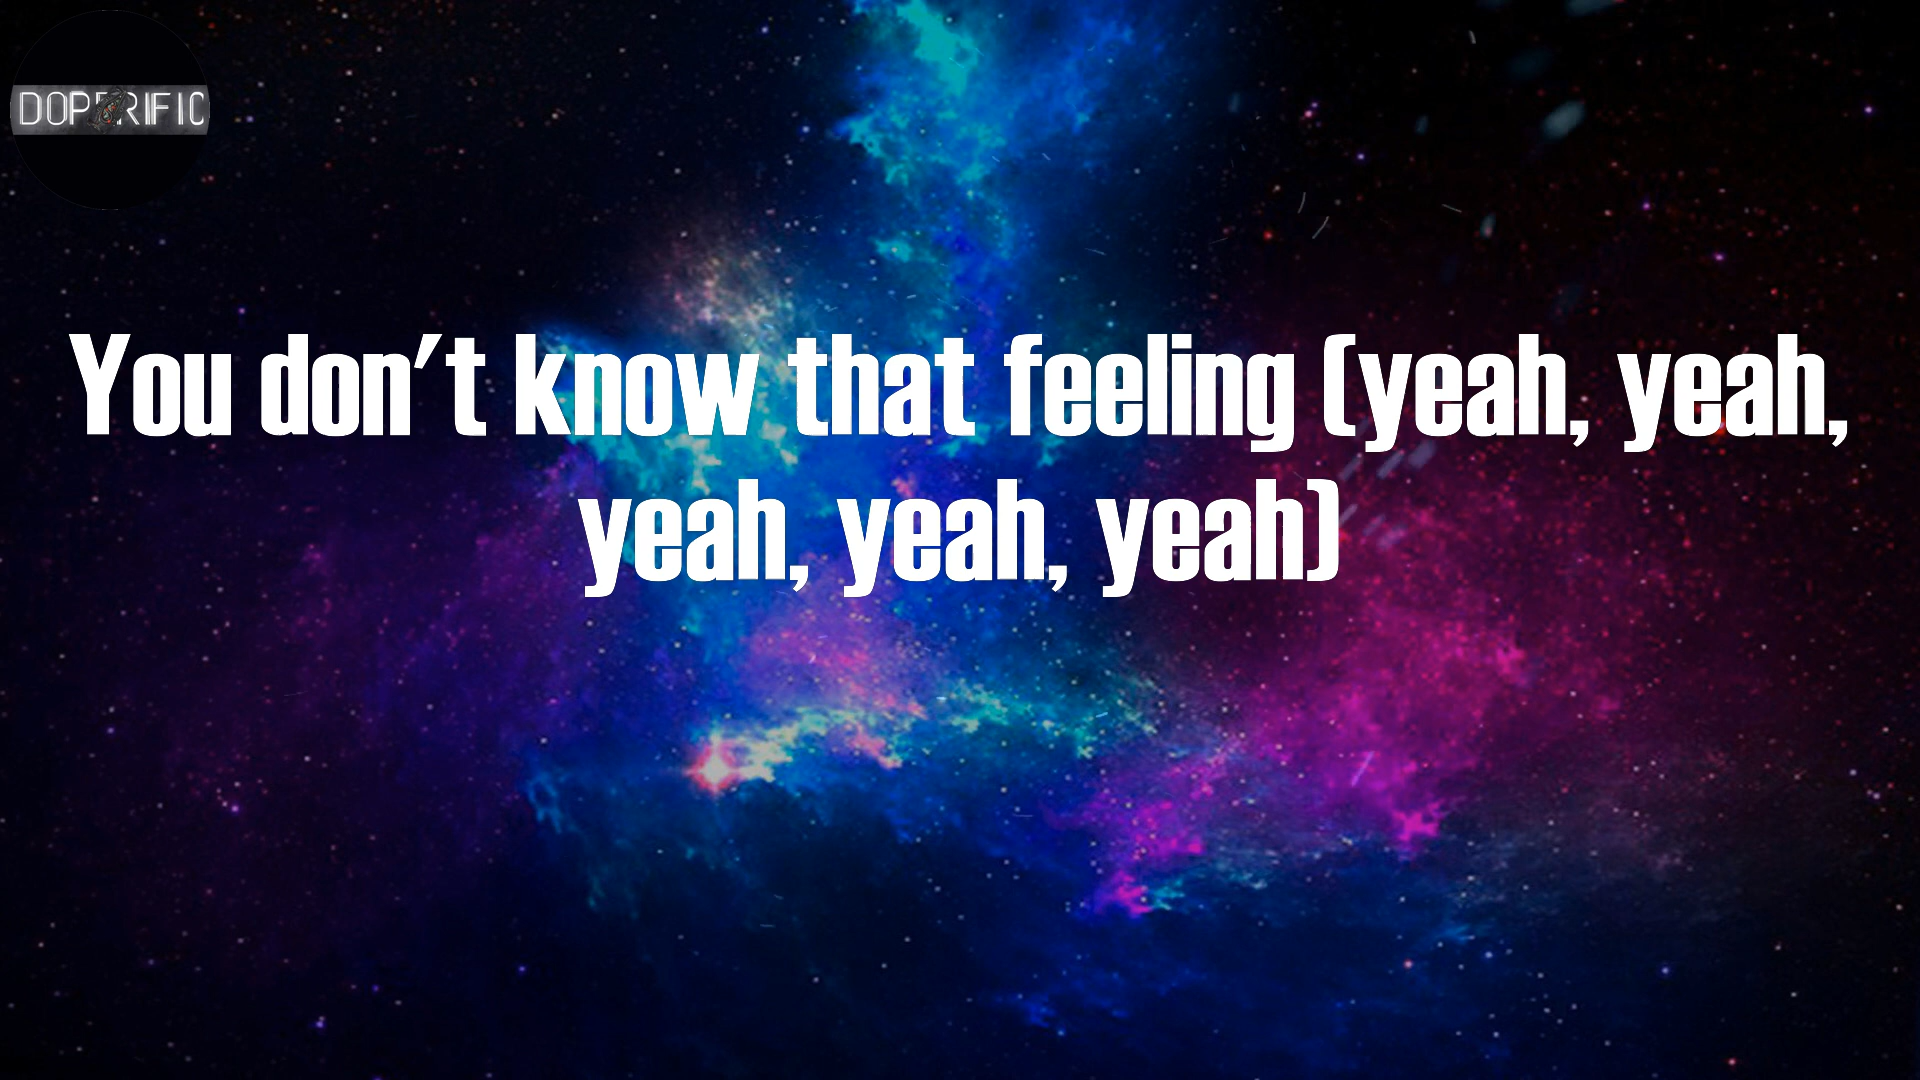 DOPERIFIC
You don't know that feeling (yeah, yeah,
yeah, yeah, yeah)